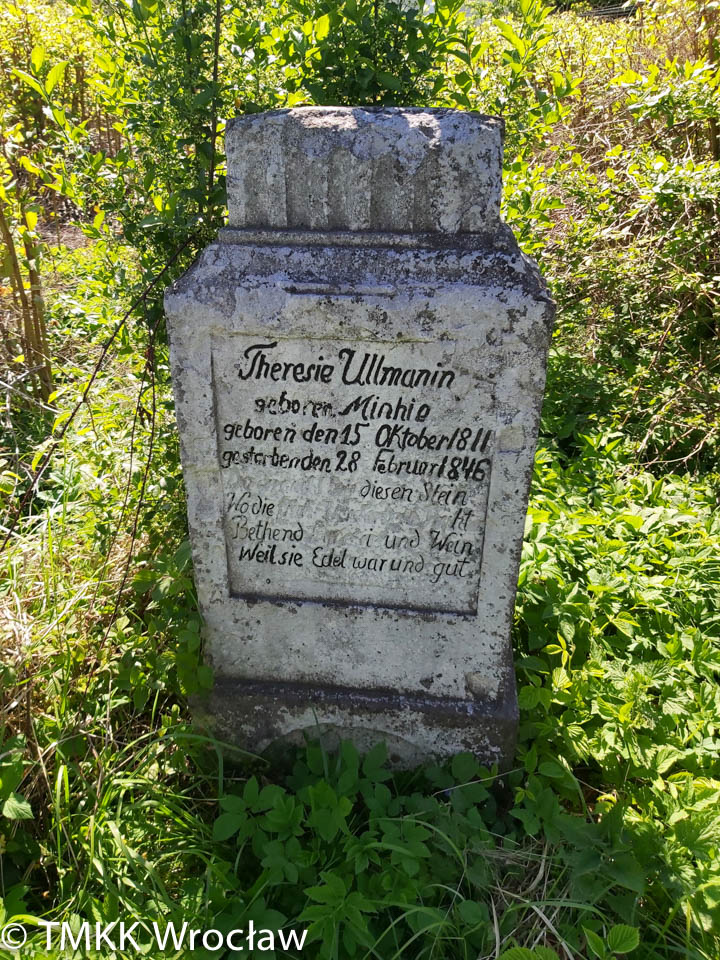 Theresie Ullmanin
geboren Minhio
geboren den 15 Oktober 1811
gestorben den 28 Februar 1846
diesen Stein
Wo die
Bethend und Wein
Weil sie Edel war und gut
© TMKK Wrocław